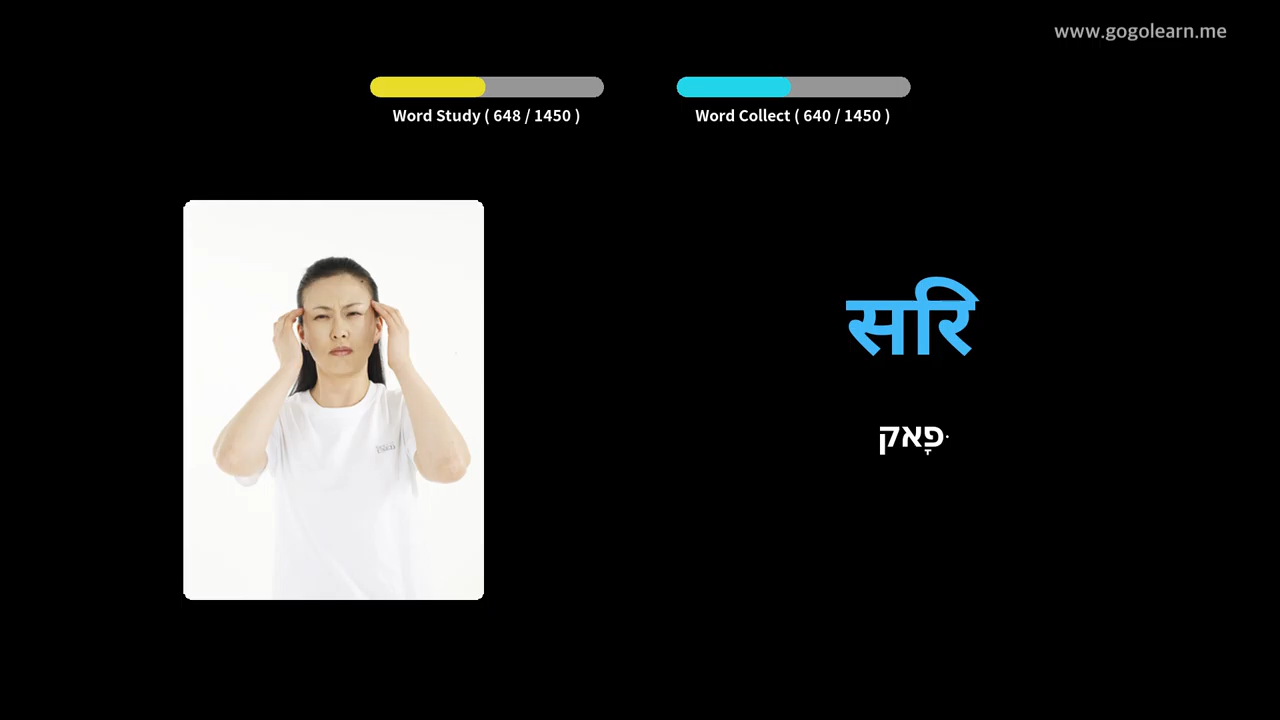 www.gogolearn.me
Word Study ( 648 / 1450 )
Word Collect ( 640 / 1450 )
सरि
פָּאק